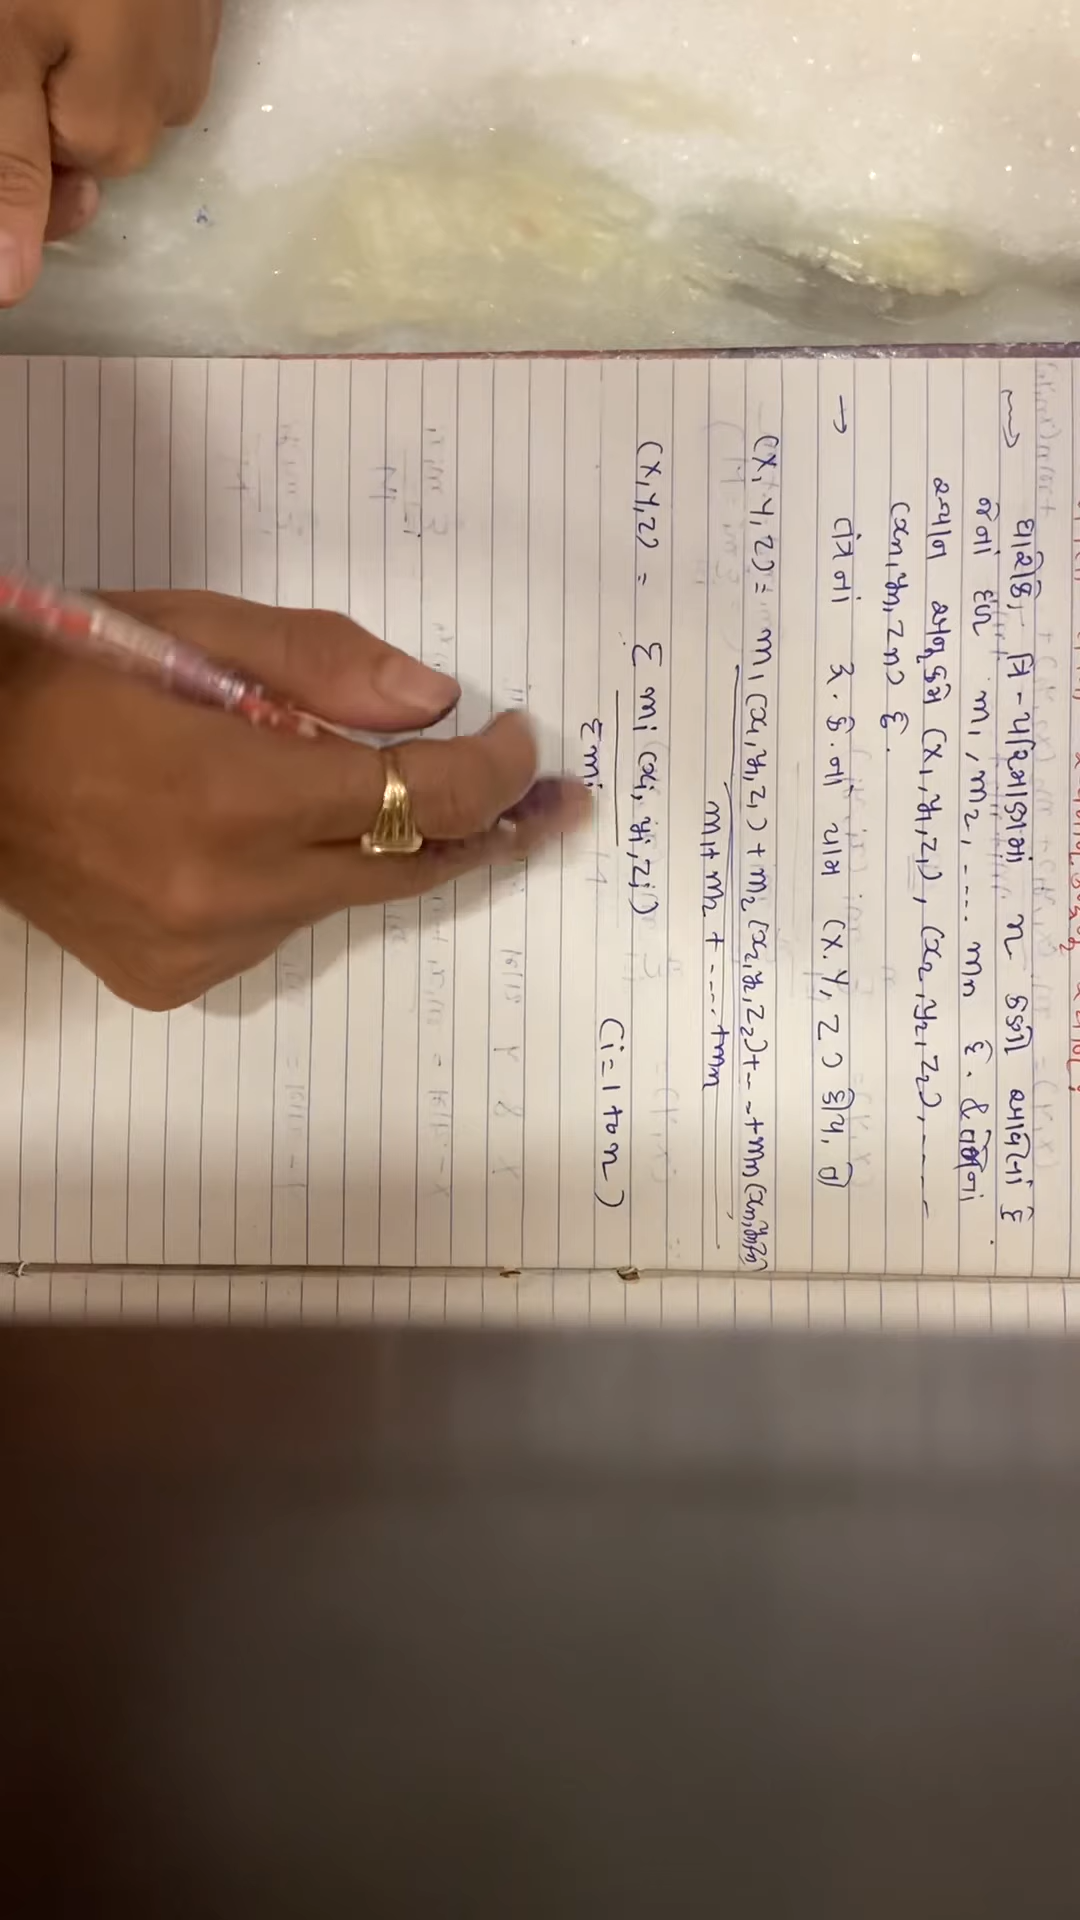 → ધારોકે, ત્રિ-પરિમાણમાં n કણો આવેલાં છે
જેનાં દળ m₁, m₂, .... mn છે. તેમનાં
સ્થાન અનુક્રમે (x₁, y₁, z₁), (x₂, y₂, z₂), ----
(xn, yn, zn) છે.
→ તંત્રનાં દ્ર.કે.નાં યામ (X, Y, Z) હોય, તો
(X, Y, Z) = m₁(x₁, y₁, z₁) + m₂(x₂, y₂, z₂) + .. + mn(xn, yn, zn)
m₁ + m₂ + .... + mn
(X, Y, Z) = Σ mi (xi, yi, zi)
Σmi
(i = 1 to n)